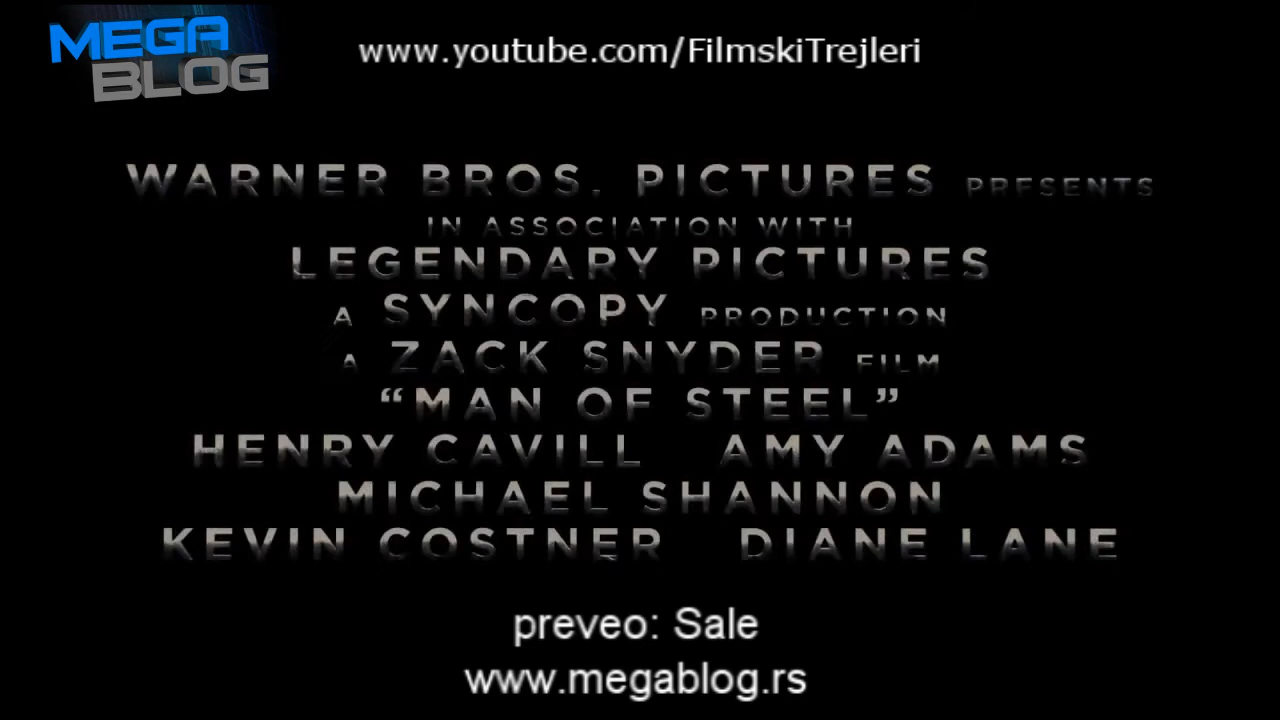 MEGA
BLOG
www.youtube.com/FilmskiTrejleri
WARNER BROS. PICTURES PRESENTS
IN ASSOCIATION WITH
LEGENDARY PICTURES
A SYNCOPY PRODUCTION
A ZACK SNYDER FILM
“MAN OF STEEL”
HENRY CAVILL AMY ADAMS
MICHAEL SHANNON
KEVIN COSTNER DIANE LANE
preveo: Sale
www.megablog.rs